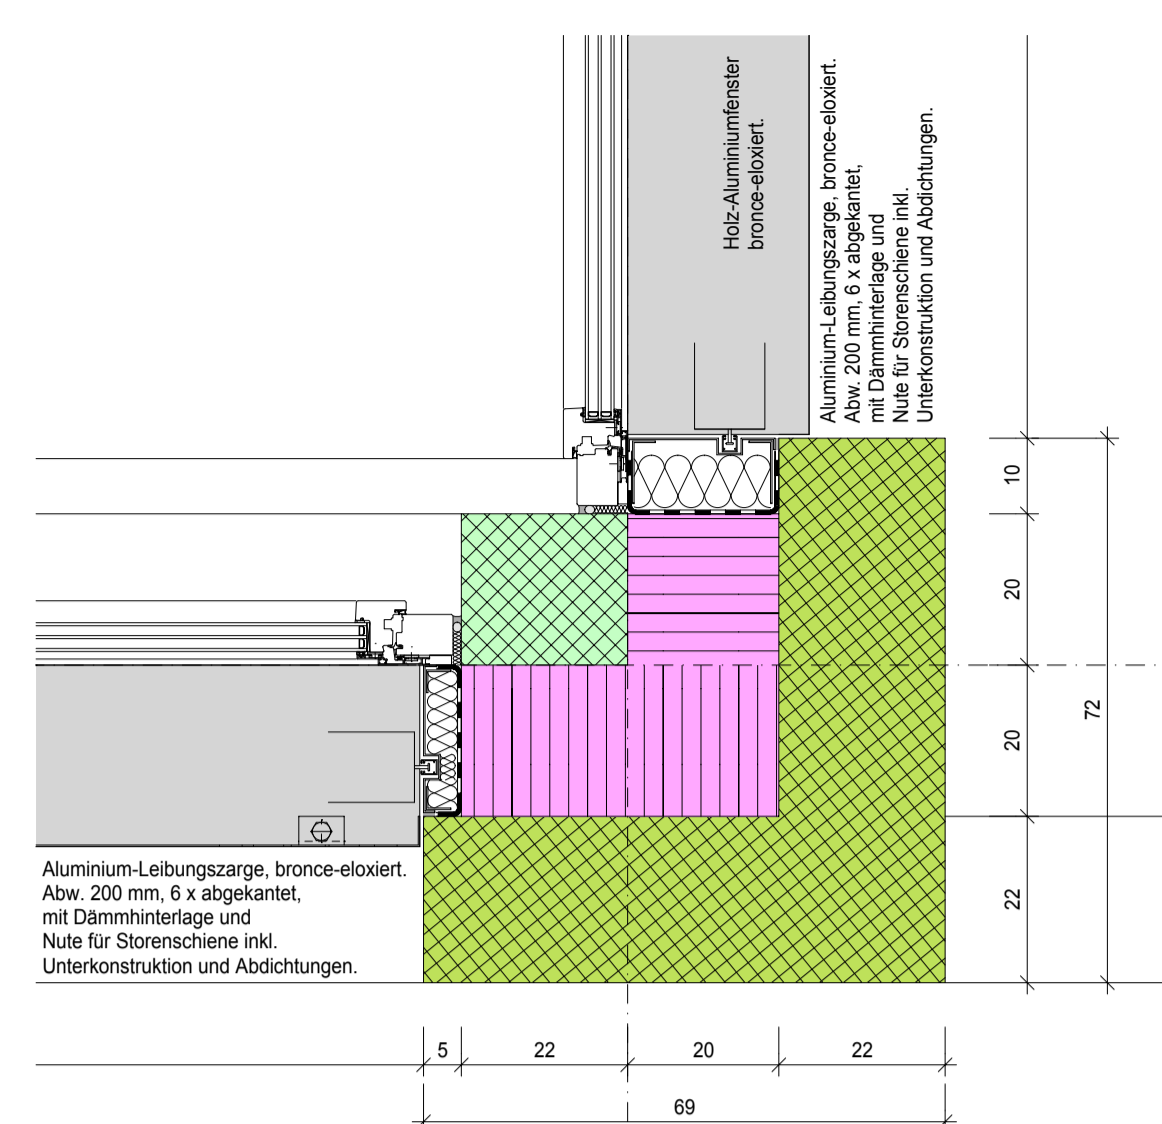 Holz-Aluminiumfenster
bronce-eloxiert.
Aluminium-Leibungszarge, bronce-eloxiert.
Abw. 200 mm, 6 x abgekantet,
mit Dämmhinterlage und
Nute für Storenschiene inkl.
Unterkonstruktion und Abdichtungen.
10
20
20
72
22
Aluminium-Leibungszarge, bronce-eloxiert.
Abw. 200 mm, 6 x abgekantet,
mit Dämmhinterlage und
Nute für Storenschiene inkl.
Unterkonstruktion und Abdichtungen.
5 22 20 22
69